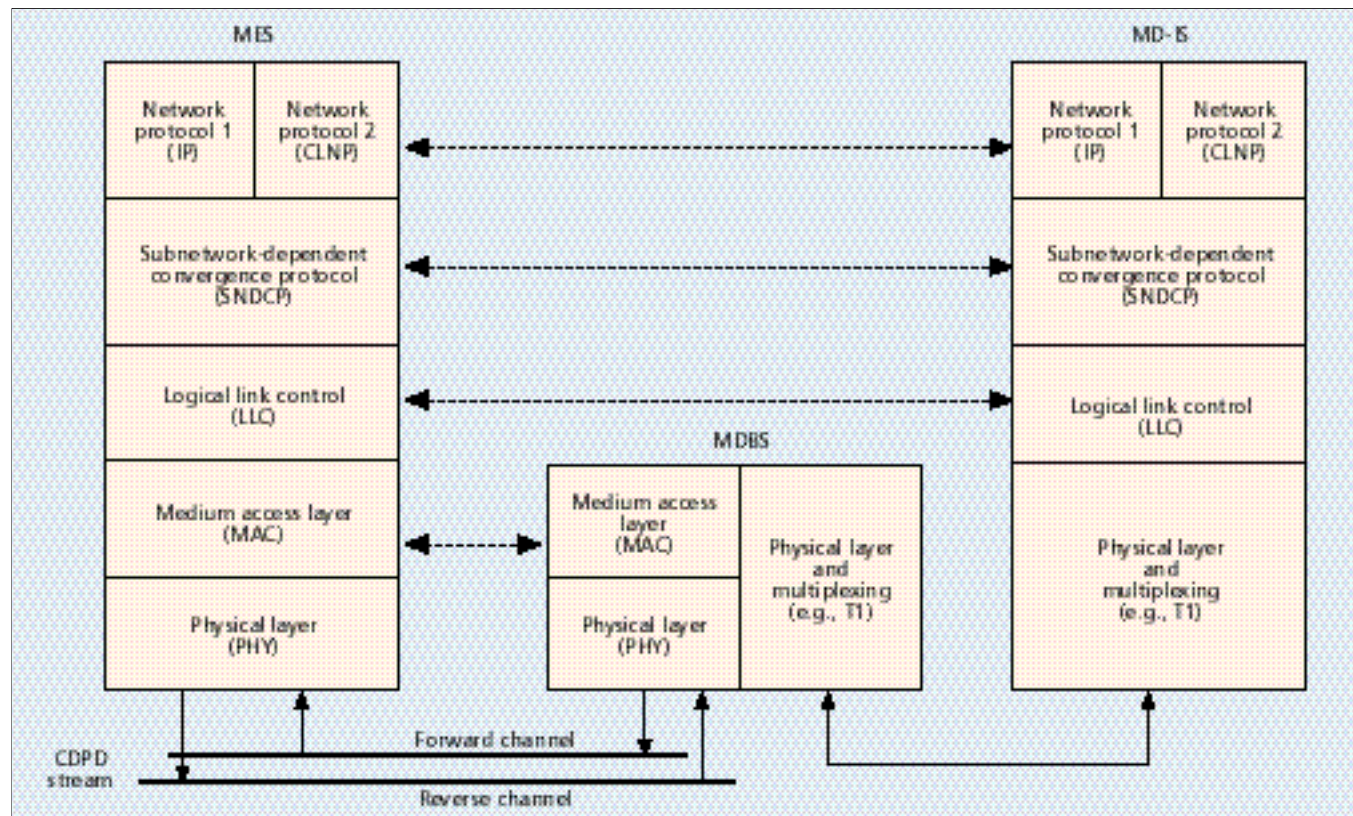 MES
Network
protocol 1
(IP)
Network
protocol 2
(CLNP)
Subnetwork-dependent
convergence protocol
(SNDCP)
Logical link control
(LLC)
Medium access layer
(MAC)
Physical layer
(PHY)
MDBS
Medium access
layer
(MAC)
Physical layer
(PHY)
Physical layer
and
multiplexing
(e.g., T1)
MD-IS
Network
protocol 1
(IP)
Network
protocol 2
(CLNP)
Subnetwork-dependent
convergence protocol
(SNDCP)
Logical link control
(LLC)
Physical layer
and
multiplexing
(e.g., T1)
CDPD
stream
Forward channel
Reverse channel